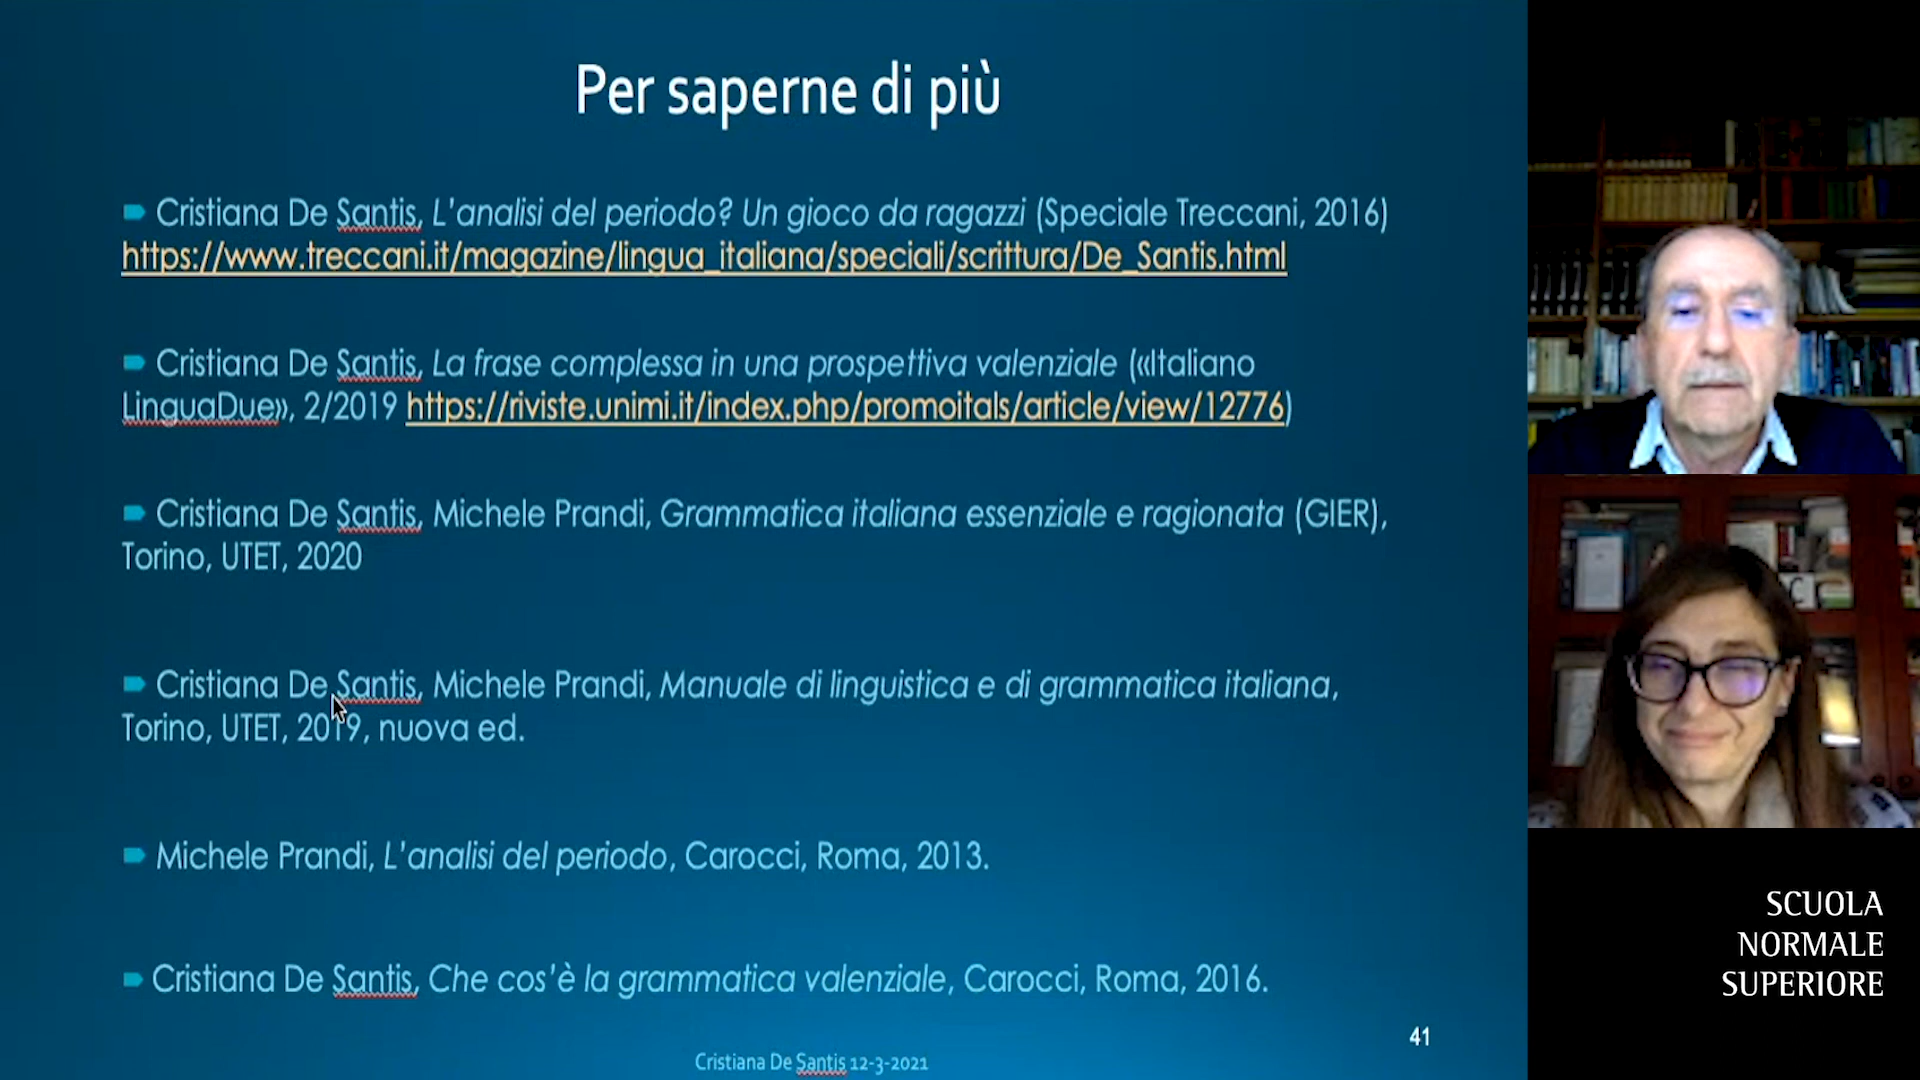 Per saperne di più
Cristiana De Santis, L'analisi del periodo? Un gioco da ragazzi (Speciale Treccani, 2016)
https://www.treccani.it/magazine/lingua_italiana/speciali/scrittura/De_Santis.html
Cristiana De Santis, La frase complessa in una prospettiva valenziale («Italiano
LinguaDue», 2/2019 https://riviste.unimi.it/index.php/promoitals/article/view/12776)
Cristiana De Santis, Michele Prandi, Grammatica italiana essenziale e ragionata (GIER),
Torino, UTET, 2020
Cristiana De Santis, Michele Prandi, Manuale di linguistica e di grammatica italiana,
Torino, UTET, 2019, nuova ed.
Michele Prandi, L'analisi del periodo, Carocci, Roma, 2013.
Cristiana De Santis, Che cos'è la grammatica valenziale, Carocci, Roma, 2016.
41
Cristiana De Santis 12-3-2021
SCUOLA
NORMALE
SUPERIORE